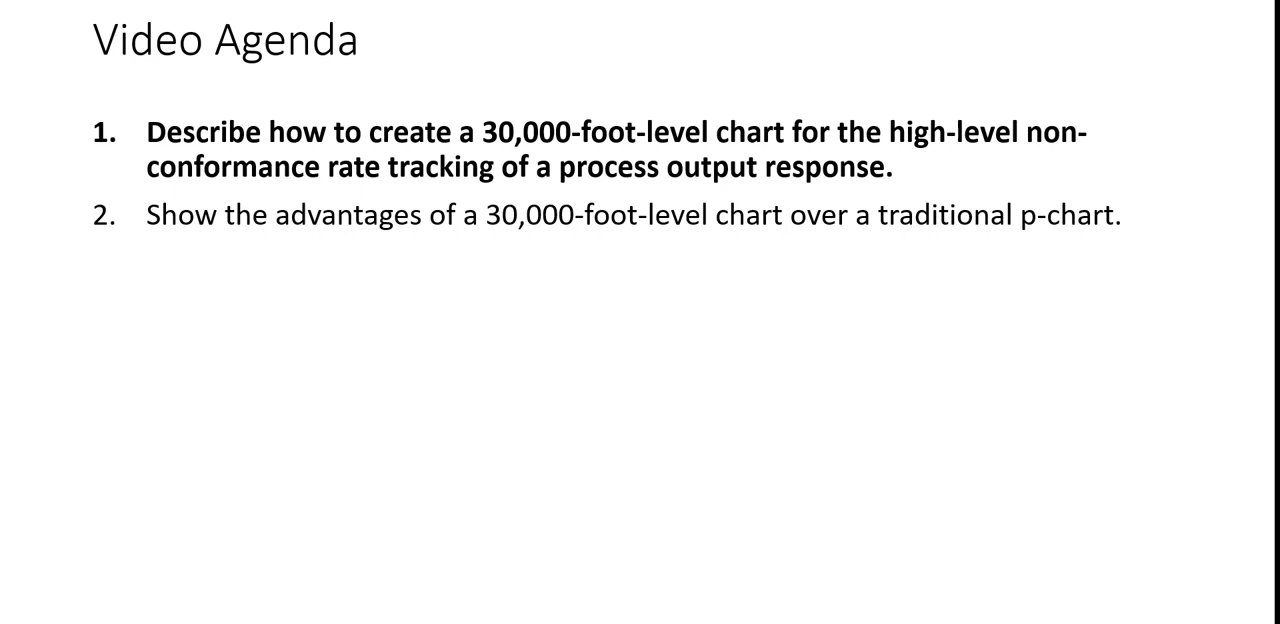 Video Agenda
1. Describe how to create a 30,000-foot-level chart for the high-level non-
conformance rate tracking of a process output response.
2. Show the advantages of a 30,000-foot-level chart over a traditional p-chart.